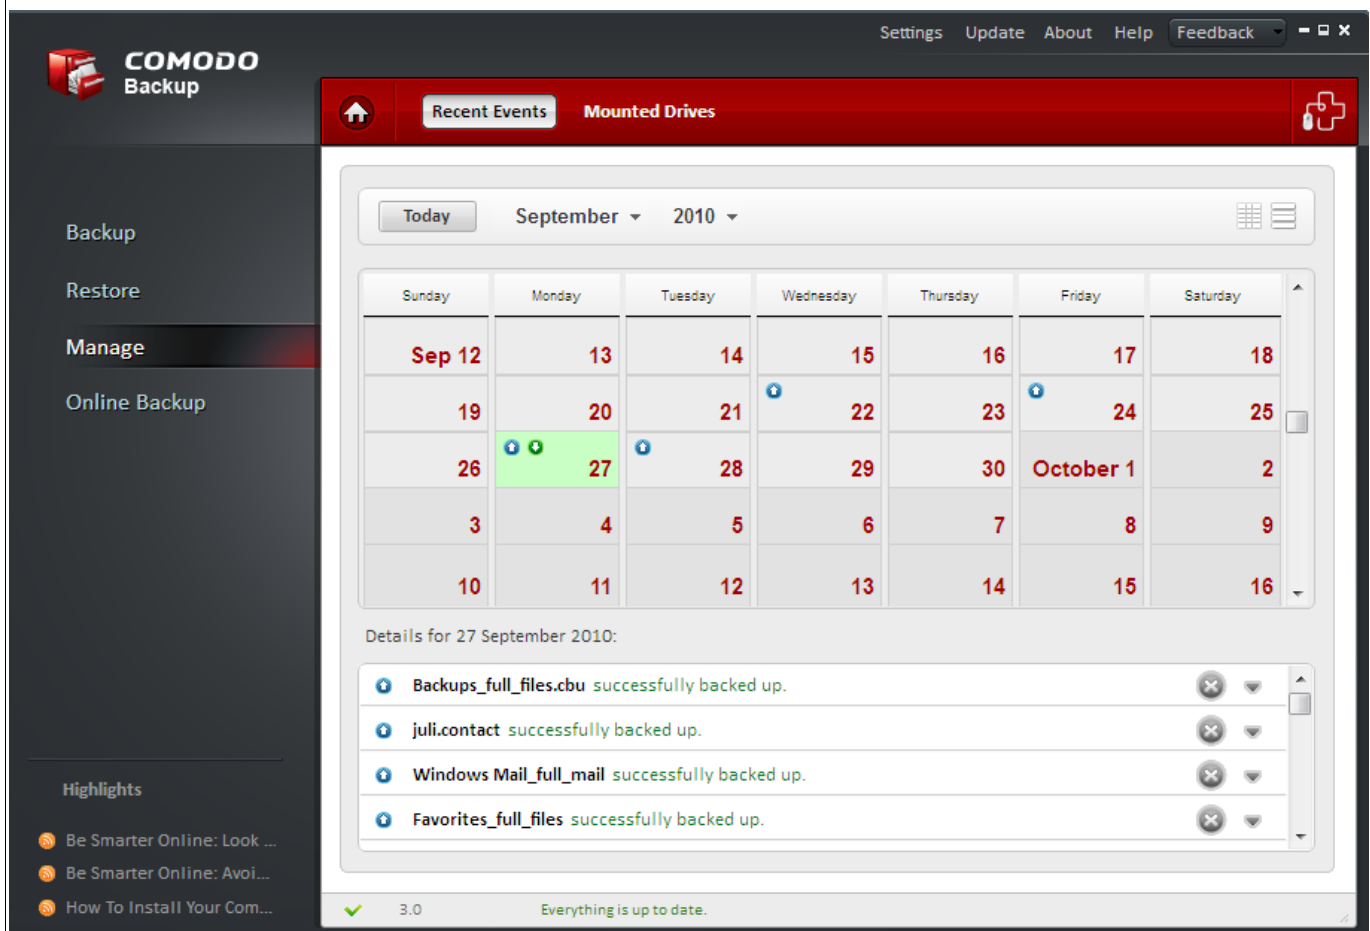 Settings Update About Help Feedback
COMODO
Backup
Recent Events Mounted Drives
Today September 2010
Backup
Restore
Manage
Online Backup
Sunday Monday Tuesday Wednesday Thursday Friday Saturday
Sep 12 13 14 15 16 17 18
19 20 21 22 23 24 25
26 27 28 29 30 October 1 2
3 4 5 6 7 8 9
10 11 12 13 14 15 16
Details for 27 September 2010:
Backups_full_files.cbu successfully backed up.
juli.contact successfully backed up.
Windows Mail_full_mail successfully backed up.
Favorites_full_files successfully backed up.
Highlights
Be Smarter Online: Look ...
Be Smarter Online: Avoi...
How To Install Your Com...
3.0 Everything is up to date.